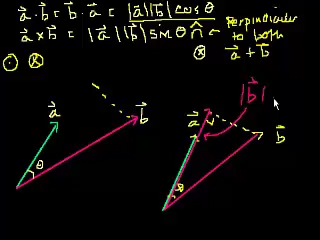 a⃗ · b⃗ = b⃗ · a⃗ = |a⃗||b⃗| cos θ
a⃗ × b⃗ = |a⃗||b⃗| sin θ n̂ ~ perpendicular
to both
a⃗ + b⃗
⊙ ⊗ ⊗
|b⃗|
a⃗ b⃗ a⃗ b⃗
θ θ